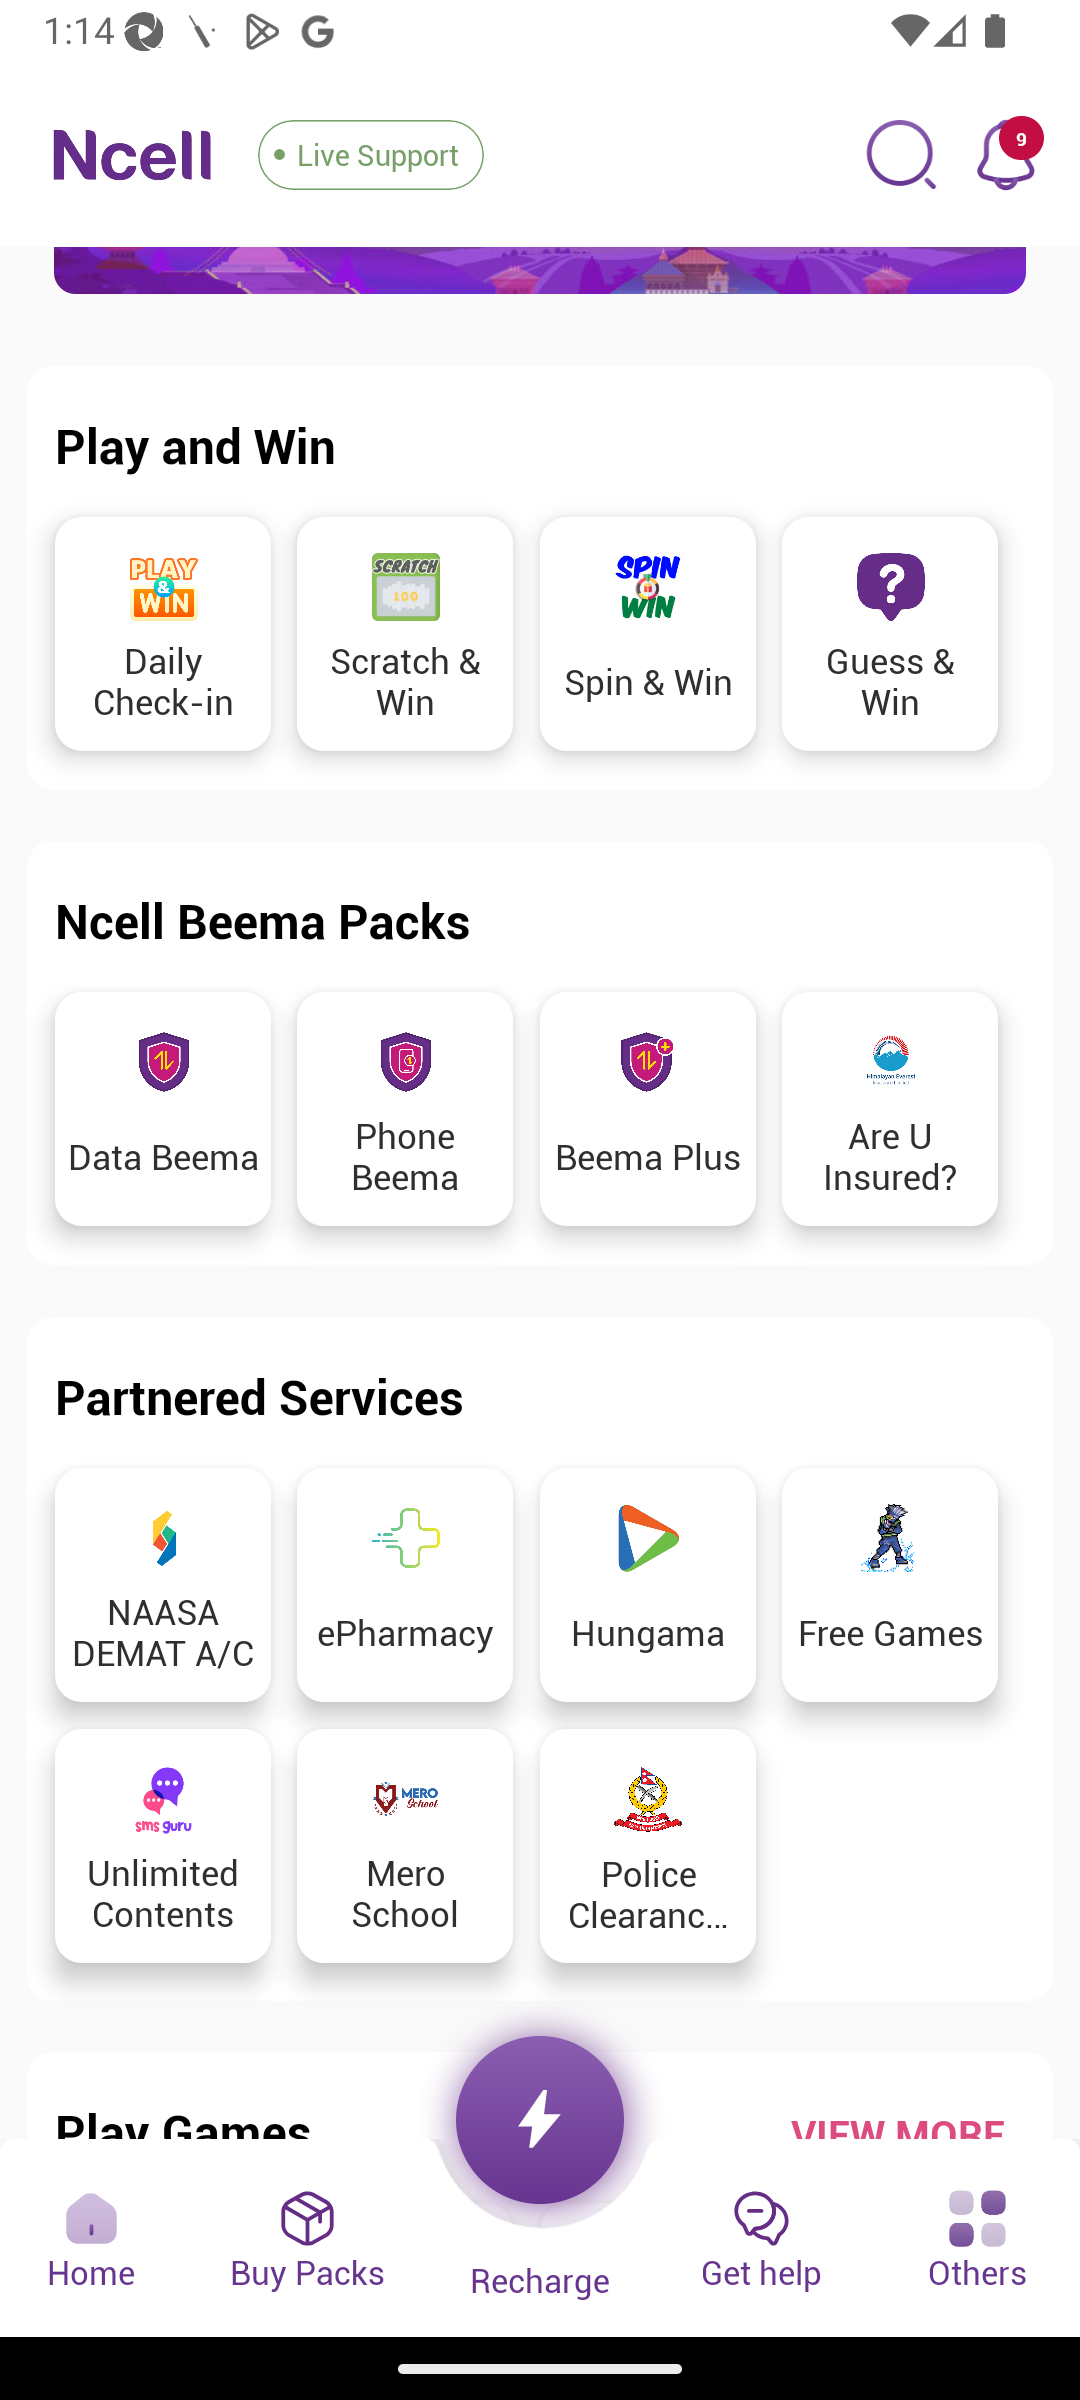 1:14
Ncell
Live Support
9
Play and Win
PLAY
&
WIN
SCRATCH
100
SPIN
WIN
Daily
Check-in
Scratch &
Win
Spin & Win
Guess &
Win
Ncell Beema Packs
Himalayan Everest
Data Beema
Phone
Beema
Beema Plus
Are U
Insured?
Partnered Services
NAASA
DEMAT A/C
ePharmacy
Hungama
Free Games
sms guru
MERO
School
Unlimited
Contents
Mero
School
Police
Clearanc...
Play Games
VIEW MORE
Home
Buy Packs
Recharge
Get help
Others